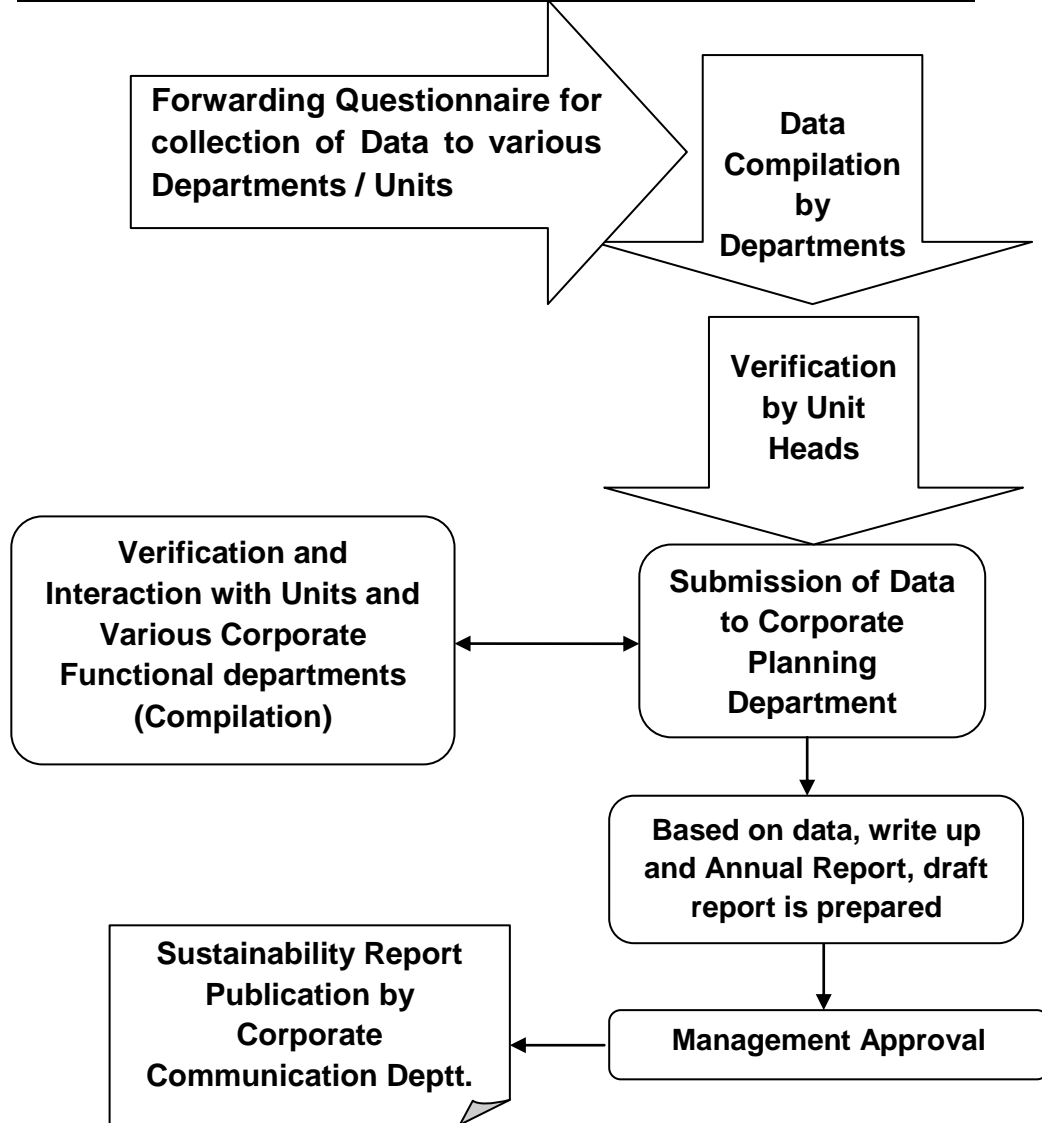 Forwarding Questionnaire for
collection of Data to various
Departments / Units
Data
Compilation
by
Departments
Verification
by Unit
Heads
Verification and
Interaction with Units and
Various Corporate
Functional departments
(Compilation)
Submission of Data
to Corporate
Planning
Department
Based on data, write up
and Annual Report, draft
report is prepared
Management Approval
Sustainability Report
Publication by
Corporate
Communication Deptt.